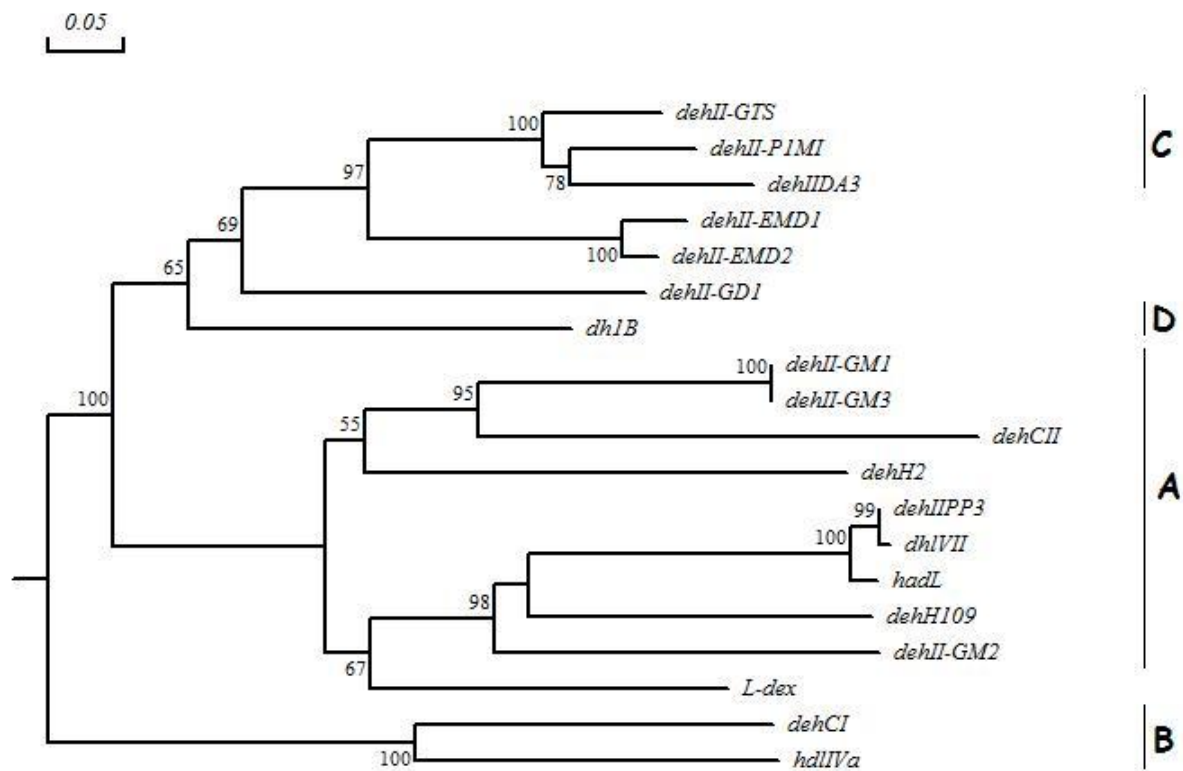 0.05
100 dehII-GTS
dehII-P1MI
C
97 78 dehIIDA3
69 dehII-EMD1
100 dehII-EMD2
65 dehII-GD1
dh1B
D
100 dehII-GM1
100 95 dehII-GM3
55 dehCII
dehH2
A
99 dehIIPP3
100 dhlVII
hadL
98 dehH109
dehII-GM2
67 L-dex
dehCI
B
100 hdlIVa